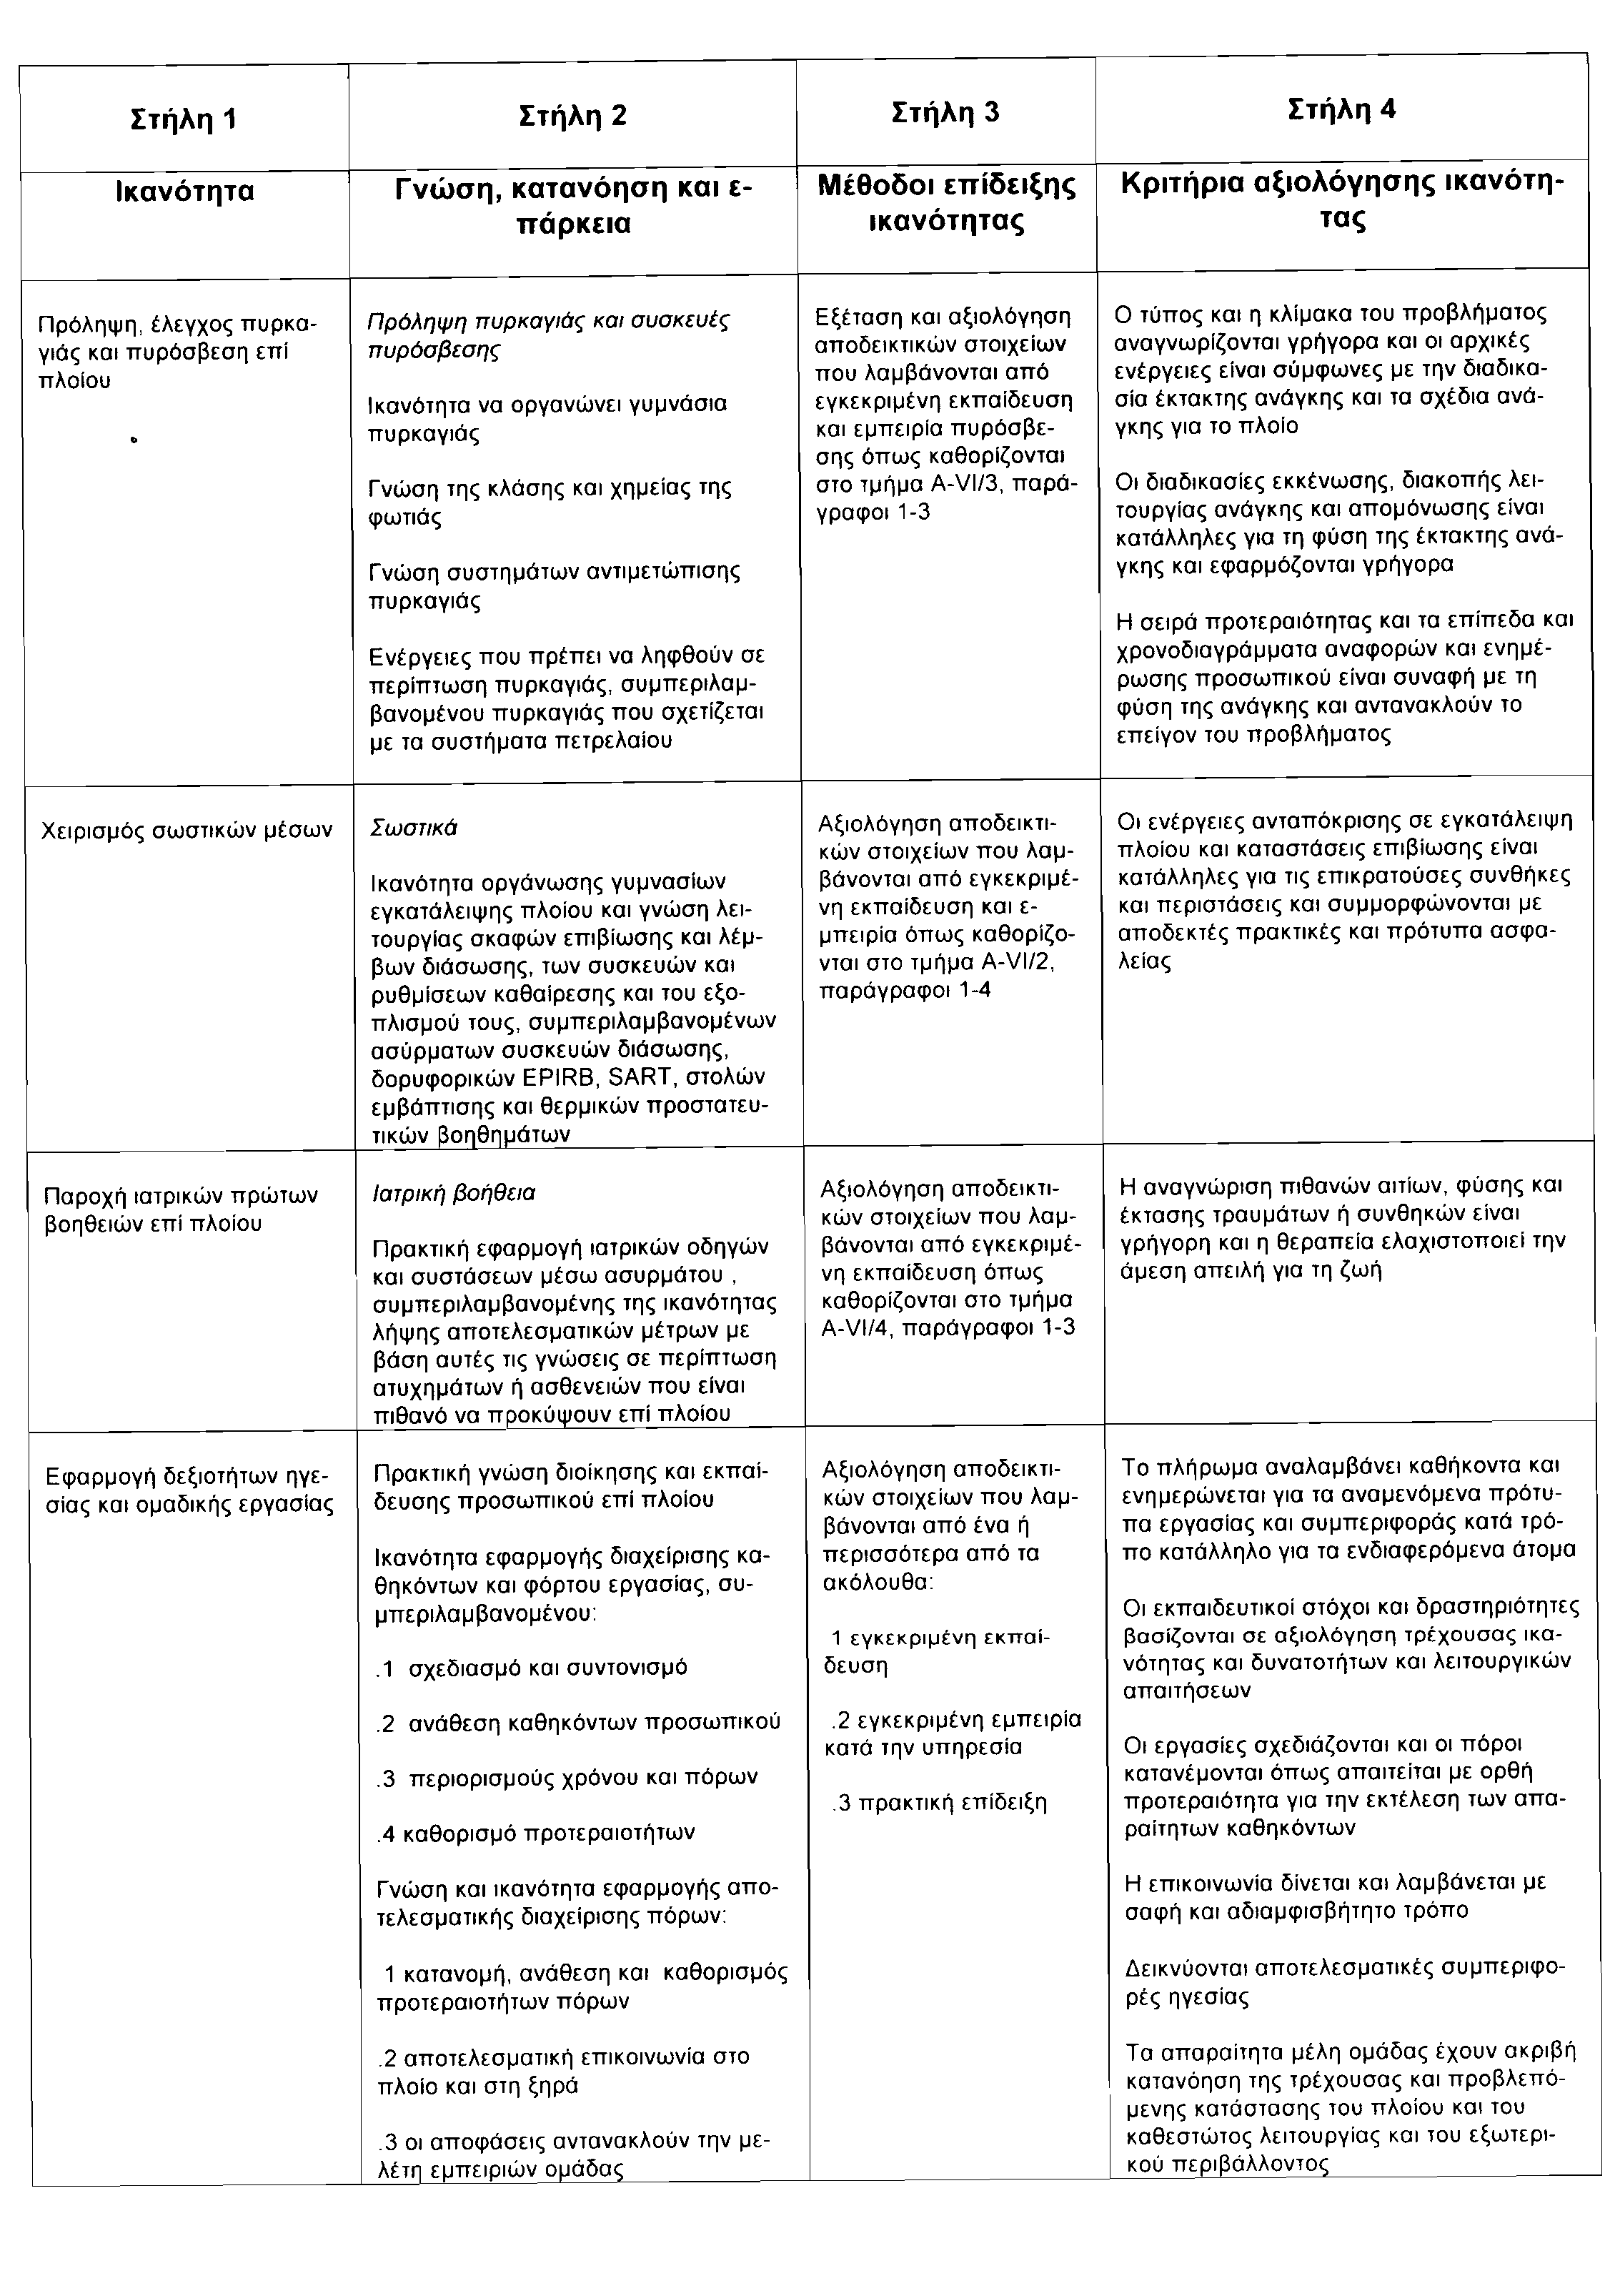 Στήλη 1
Στήλη 2
Στήλη 3
Στήλη 4
Ικανότητα
Γνώση, κατανόηση και ε-
πάρκεια
Μέθοδοι επίδειξης
ικανότητας
Κριτήρια αξιολόγησης ικανότη-
τας
Πρόληψη, έλεγχος πυρκα-
γιάς και πυρόσβεση επί
πλοίου
Πρόληψη πυρκαγιάς και συσκευές
πυρόσβεσης
Ικανότητα να οργανώνει γυμνάσια
πυρκαγιάς
Γνώση της κλάσης και χημείας της
φωτιάς
Γνώση συστημάτων αντιμετώπισης
πυρκαγιάς
Ενέργειες που πρέπει να ληφθούν σε
περίπτωση πυρκαγιάς, συμπεριλαμ-
βανομένου πυρκαγιάς που σχετίζεται
με τα συστήματα πετρελαίου
Εξέταση και αξιολόγηση
αποδεικτικών στοιχείων
που λαμβάνονται από
εγκεκριμένη εκπαίδευση
και εμπειρία πυρόσβε-
σης όπως καθορίζονται
στο τμήμα A-VI/3, παρά-
γραφοι 1-3
Ο τύπος και η κλίμακα του προβλήματος
αναγνωρίζονται γρήγορα και οι αρχικές
ενέργειες είναι σύμφωνες με την διαδικα-
σία έκτακτης ανάγκης και τα σχέδια ανά-
γκης για το πλοίο
Οι διαδικασίες εκκένωσης, διακοπής λει-
τουργίας ανάγκης και απομόνωσης είναι
κατάλληλες για τη φύση της έκτακτης ανά-
γκης και εφαρμόζονται γρήγορα
Η σειρά προτεραιότητας και τα επίπεδα και
χρονοδιαγράμματα αναφορών και ενημέ-
ρωσης προσωπικού είναι συναφή με τη
φύση της ανάγκης και αντανακλούν το
επείγον του προβλήματος
Χειρισμός σωστικών μέσων
Σωστικά
Ικανότητα οργάνωσης γυμνασίων
εγκατάλειψης πλοίου και γνώση λει-
τουργίας σκαφών επιβίωσης και λέμ-
βων διάσωσης, των συσκευών και
ρυθμίσεων καθαίρεσης και του εξο-
πλισμού τους, συμπεριλαμβανομένων
ασύρματων συσκευών διάσωσης,
δορυφορικών EPIRB, SART, στολών
εμβάπτισης και θερμικών προστατευ-
τικών βοηθημάτων
Αξιολόγηση αποδεικτι-
κών στοιχείων που λαμ-
βάνονται από εγκεκριμέ-
νη εκπαίδευση και ε-
μπειρία όπως καθορίζο-
νται στο τμήμα A-VI/2,
παράγραφοι 1-4
Οι ενέργειες ανταπόκρισης σε εγκατάλειψη
πλοίου και καταστάσεις επιβίωσης είναι
κατάλληλες για τις επικρατούσες συνθήκες
και περιστάσεις και συμμορφώνονται με
αποδεκτές πρακτικές και πρότυπα ασφα-
λείας
Παροχή ιατρικών πρώτων
βοηθειών επί πλοίου
Ιατρική βοήθεια
Πρακτική εφαρμογή ιατρικών οδηγών
και συστάσεων μέσω ασυρμάτου ,
συμπεριλαμβανομένης της ικανότητας
λήψης αποτελεσματικών μέτρων με
βάση αυτές τις γνώσεις σε περίπτωση
ατυχημάτων ή ασθενειών που είναι
πιθανό να προκύψουν επί πλοίου
Αξιολόγηση αποδεικτι-
κών στοιχείων που λαμ-
βάνονται από εγκεκριμέ-
νη εκπαίδευση όπως
καθορίζονται στο τμήμα
A-VI/4, παράγραφοι 1-3
Η αναγνώριση πιθανών αιτίων, φύσης και
έκτασης τραυμάτων ή συνθηκών είναι
γρήγορη και η θεραπεία ελαχιστοποιεί την
άμεση απειλή για τη ζωή
Εφαρμογή δεξιοτήτων ηγε-
σίας και ομαδικής εργασίας
Πρακτική γνώση διοίκησης και εκπαί-
δευσης προσωπικού επί πλοίου
Ικανότητα εφαρμογής διαχείρισης κα-
θηκόντων και φόρτου εργασίας, συ-
μπεριλαμβανομένου:
.1 σχεδιασμό και συντονισμό
.2 ανάθεση καθηκόντων προσωπικού
.3 περιορισμούς χρόνου και πόρων
.4 καθορισμό προτεραιοτήτων
Γνώση και ικανότητα εφαρμογής απο-
τελεσματικής διαχείρισης πόρων:
1 κατανομή, ανάθεση και καθορισμός
προτεραιοτήτων πόρων
.2 αποτελεσματική επικοινωνία στο
πλοίο και στη ξηρά
.3 οι αποφάσεις αντανακλούν την με-
λέτη εμπειριών ομάδας
Αξιολόγηση αποδεικτι-
κών στοιχείων που λαμ-
βάνονται από ένα ή
περισσότερα από τα
ακόλουθα:
1 εγκεκριμένη εκπαί-
δευση
.2 εγκεκριμένη εμπειρία
κατά την υπηρεσία
.3 πρακτική επίδειξη
Το πλήρωμα αναλαμβάνει καθήκοντα και
ενημερώνεται για τα αναμενόμενα πρότυ-
πα εργασίας και συμπεριφοράς κατά τρό-
πο κατάλληλο για τα ενδιαφερόμενα άτομα
Οι εκπαιδευτικοί στόχοι και δραστηριότητες
βασίζονται σε αξιολόγηση τρέχουσας ικα-
νότητας και δυνατοτήτων και λειτουργικών
απαιτήσεων
Οι εργασίες σχεδιάζονται και οι πόροι
κατανέμονται όπως απαιτείται με ορθή
προτεραιότητα για την εκτέλεση των απα-
ραίτητων καθηκόντων
Η επικοινωνία δίνεται και λαμβάνεται με
σαφή και αδιαμφισβήτητο τρόπο
Δεικνύονται αποτελεσματικές συμπεριφο-
ρές ηγεσίας
Τα απαραίτητα μέλη ομάδας έχουν ακριβή
κατανόηση της τρέχουσας και προβλεπό-
μενης κατάστασης του πλοίου και του
καθεστώτος λειτουργίας και του εξωτερι-
κού περιβάλλοντος